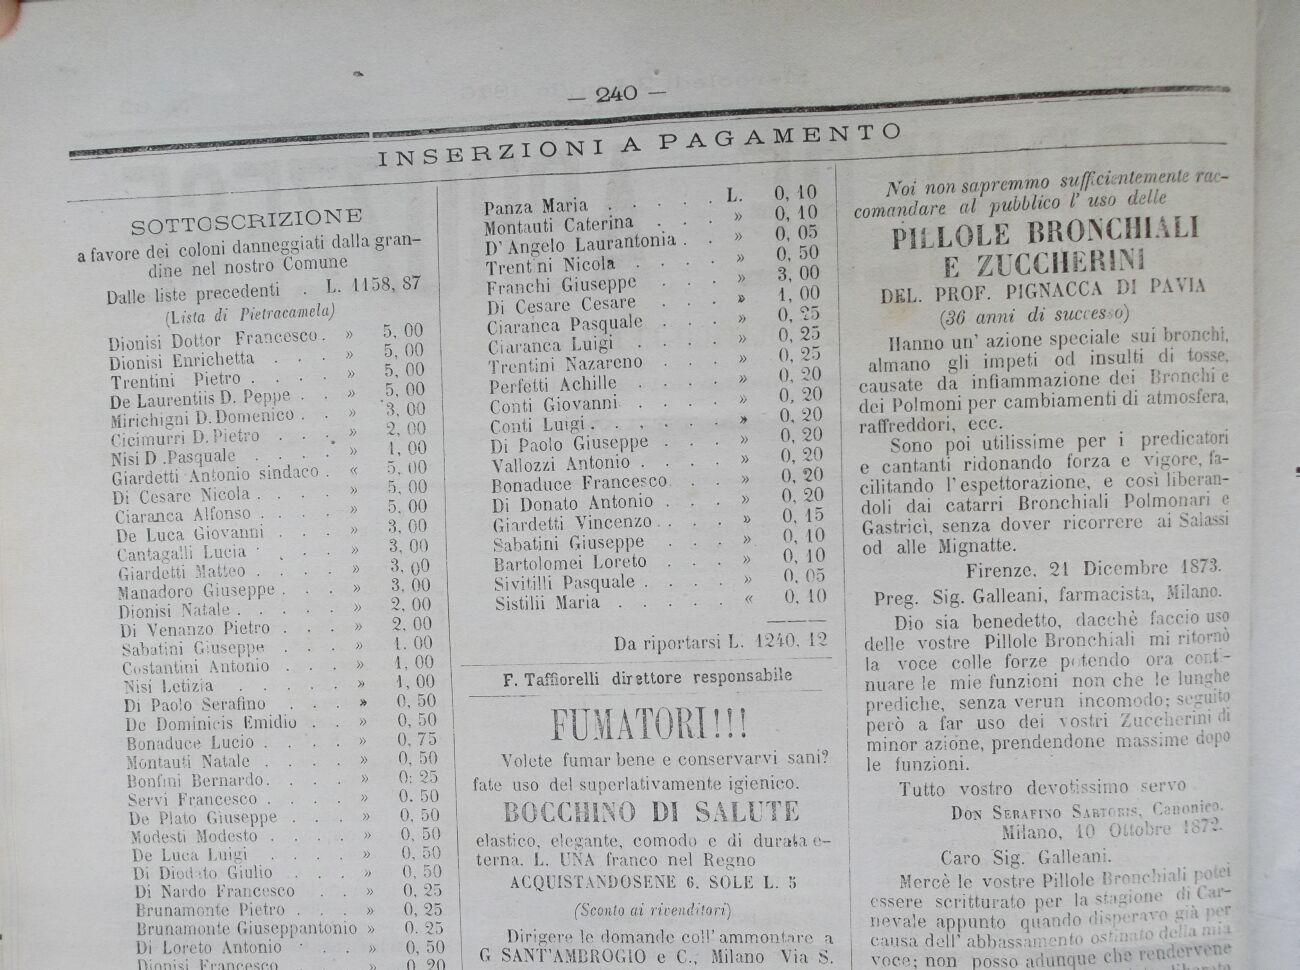 — 240 —
INSERZIONI A PAGAMENTO
SOTTOSCRIZIONE
a favore dei coloni danneggiati dalla gran-
dine nel nostro Comune
Dalle liste precedenti . L. 1158, 87
(Lista di Pietracamela)
Dionisi Dottor Francesco. » 5, 00
Dionisi Enrichetta . . . » 5, 00
Trentini Pietro . . . . » 5, 00
De Laurentiis D. Peppe . . » 5, 00
Mirichigni D. Domenico . . » 3, 00
Cicimurri D. Pietro . . . » 2, 00
Nisi D .Pasquale . . . . » 1, 00
Giardetti Antonio sindaco . « 5, 00
Di Cesare Nicola . . . . » 5, 00
Ciaranca Alfonso . . . . » 5, 00
De Luca Giovanni . . . » 3, 00
Cantagalli Lucia . . . » 3, 00
Giardetti Matteo . . . . » 3, 00
Manadoro Giuseppe . . . » 3, 00
Dionisi Natale . . . . . » 2, 00
Di Venanzo Pietro . . . » 2, 00
Sabatini Giuseppe . . . » 1. 00
Costantini Antonio . . . » 1, 00
Nisi Letizia . . . . . » 1, 00
Di Paolo Serafino . . . » 0, 50
De Dominicis Emidio . . » 0, 50
Bonaduce Lucio . . . . » 0, 75
Montauti Natale . . . . » 0, 50
Bonfini Bernardo. . . . » 0: 25
Servi Francesco . . . . » 0. 50
De Plato Giuseppe . . . » 0, 50
Modesti Modesto . . . . » 0, 50
De Luca Luigi . . . . » 0, 50
Di Diodato Giulio . . . » 0, 50
Di Nardo Francesco . . » 0, 25
Brunamonte Pietro . . . » 0, 25
Brunamonte Giuseppantonio » 0. 25
Di Loreto Antonio . . . » 0, 50
Dionisi Francesco . . . » 0, 20
Panza Maria . . . . . L. 0, 10
Montauti Caterina . . . » 0, 10
D' Angelo Laurantonia . . » 0, 05
Trentini Nicola . . . . » 0, 50
Franchi Giuseppe . . . » 3, 00
Di Cesare Cesare . . . » 1, 00
Ciaranca Pasquale . . . » 0, 25
Ciaranca Luigi . . . . » 0, 25
Trentini Nazareno . . . » 0, 25
Perfetti Achille . . . . » 0, 20
Conti Giovanni . . . . » 0, 20
Conti Luigi . . . . . . » 0, 20
Di Paolo Giuseppe . . . » 0, 20
Vallozzi Antonio . . . . » 0, 20
Bonaduce Francesco . . » 0, 20
Di Donato Antonio . . . » 0, 20
Giardetti Vincenzo . . . » 0, 15
Sabatini Giuseppe . . . » 0, 10
Bartolomei Loreto . . . » 0, 10
Sivitilli Pasquale . . . . » 0, 05
Sistilii Maria . . . . . « 0, 10
Da riportarsi L. 1240, 12
F. Taffiorelli direttore responsabile
FUMATORI!!!
Volete fumar bene e conservarvi sani?
fate uso del superlativamente igienico.
BOCCHINO DI SALUTE
elastico, elegante, comodo e di durata e-
terna. L. UNA franco nel Regno
ACQUISTANDOSENE 6. SOLE L. 5
(Sconto ai rivenditori)
Dirigere le domande coll' ammontare a
G SANT'AMBROGIO e C., Milano Via S.
Noi non sapremmo sufficientemente rac-
comandare al pubblico l' uso delle
PILLOLE BRONCHIALI
E ZUCCHERINI
DEL. PROF. PIGNACCA DI PAVIA
(36 anni di successo)
Hanno un' azione speciale sui bronchi,
almano gli impeti od insulti di tosse,
causate da infiammazione dei Bronchi e
dei Polmoni per cambiamenti di atmosfera,
raffreddori, ecc.
Sono poi utilissime per i predicatori
e cantanti ridonando forza e vigore, fa-
cilitando l' espettorazione, e così liberan-
doli dai catarri Bronchiali Polmonari e
Gastrici, senza dover ricorrere ai Salassi
od alle Mignatte.
Firenze, 21 Dicembre 1873.
Preg. Sig. Galleani, farmacista, Milano.
Dio sia benedetto, dacchè faccio uso
delle vostre Pillole Bronchiali mi ritornò
la voce colle forze potendo ora conti-
nuare le mie funzioni non che le lunghe
prediche, senza verun incomodo; seguito
però a far uso dei vostri Zuccherini di
minor azione, prendendone massime dopo
le funzioni.
Tutto vostro devotissimo servo
DON SERAFINO SARTORIS, Canonico.
Milano, 10 Ottobre 1872.
Caro Sig. Galleani.
Mercè le vostre Pillole Bronchiali potei
essere scritturato per la stagione di Car-
nevale appunto quando disperavo già per
causa dell' abbassamento ostinato della mia
voce; non posso adunque che rendervene